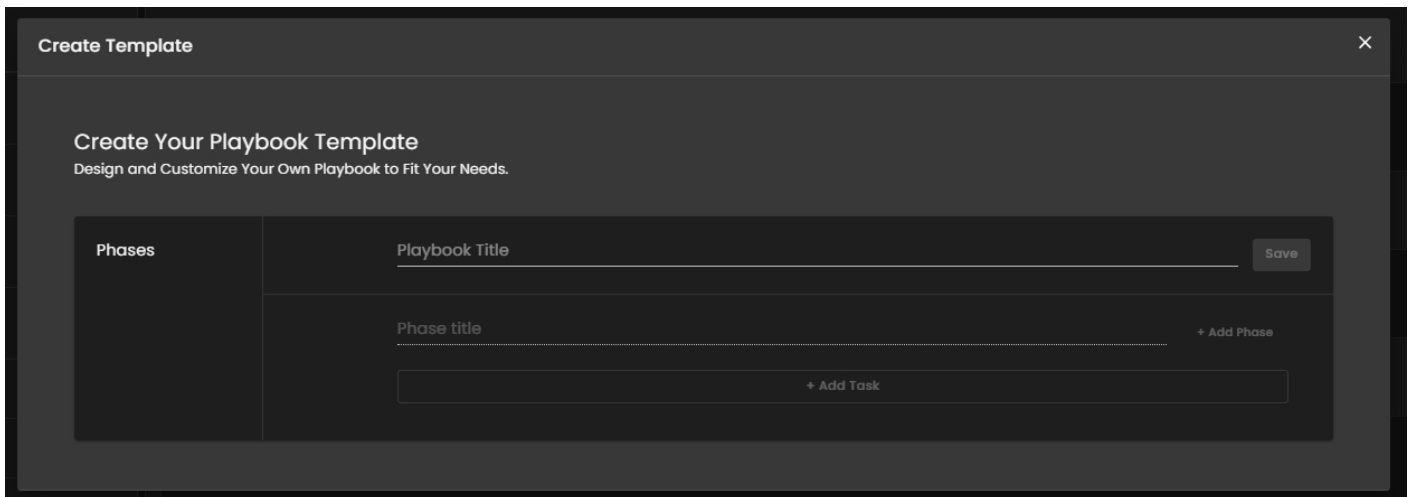 Create Template
Create Your Playbook Template
Design and Customize Your Own Playbook to Fit Your Needs.
Phases
Playbook Title
Save
Phase title
+ Add Phase
+ Add Task